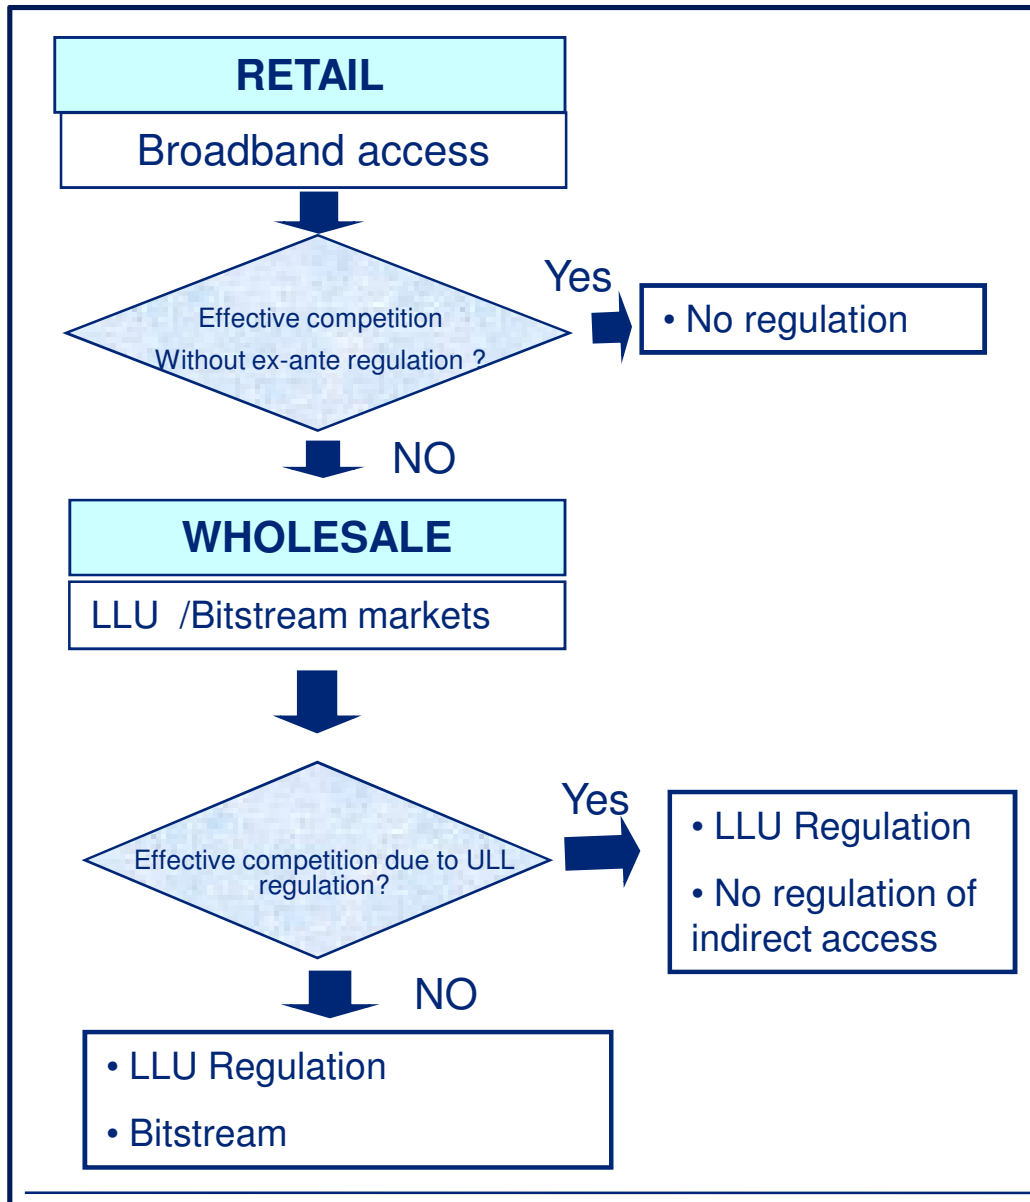 RETAIL
Broadband access
Effective competition
Without ex-ante regulation ?
Yes
• No regulation
NO
WHOLESALE
LLU /Bitstream markets
Effective competition due to ULL
regulation?
Yes
• LLU Regulation
• No regulation of
indirect access
NO
• LLU Regulation
• Bitstream